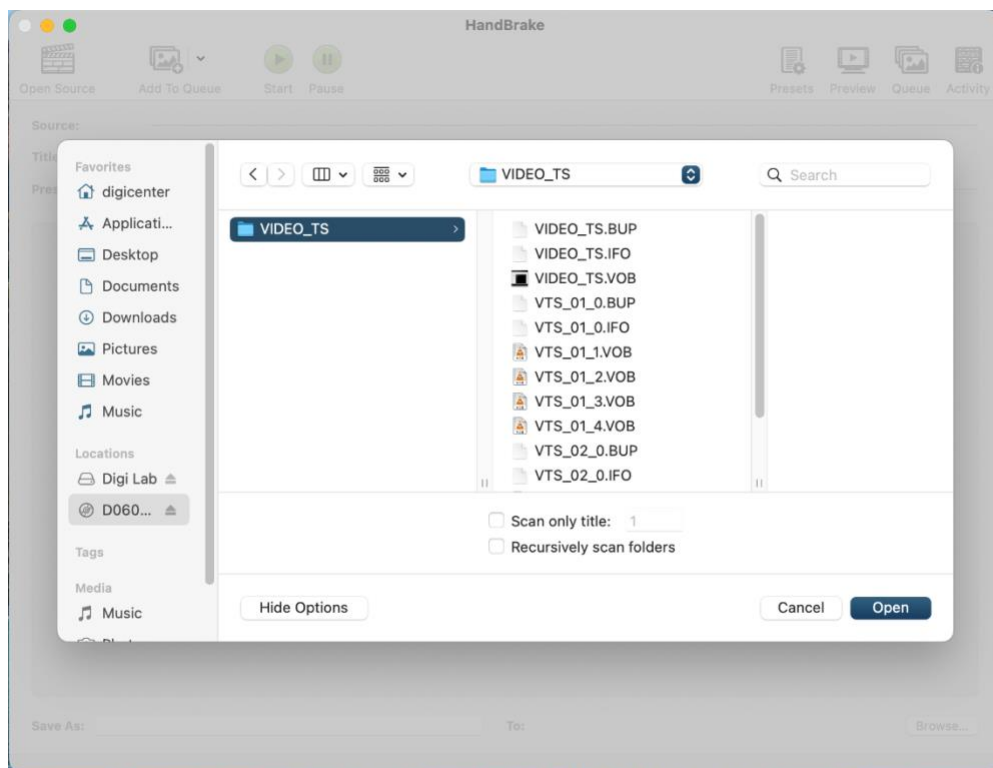 HandBrake
Open Source
Add To Queue
Start
Pause
Presets
Preview
Queue
Activity
Source:
Title
Pres
Favorites
digicenter
Applicati...
Desktop
Documents
Downloads
Pictures
Movies
Music
Locations
Digi Lab
D060...
Tags
Media
Music
VIDEO_TS
Search
VIDEO_TS
VIDEO_TS.BUP
VIDEO_TS.IFO
VIDEO_TS.VOB
VTS_01_0.BUP
VTS_01_0.IFO
VTS_01_1.VOB
VTS_01_2.VOB
VTS_01_3.VOB
VTS_01_4.VOB
VTS_02_0.BUP
VTS_02_0.IFO
Scan only title: 1
Recursively scan folders
Hide Options
Cancel
Open
Save As:
To:
Browse...